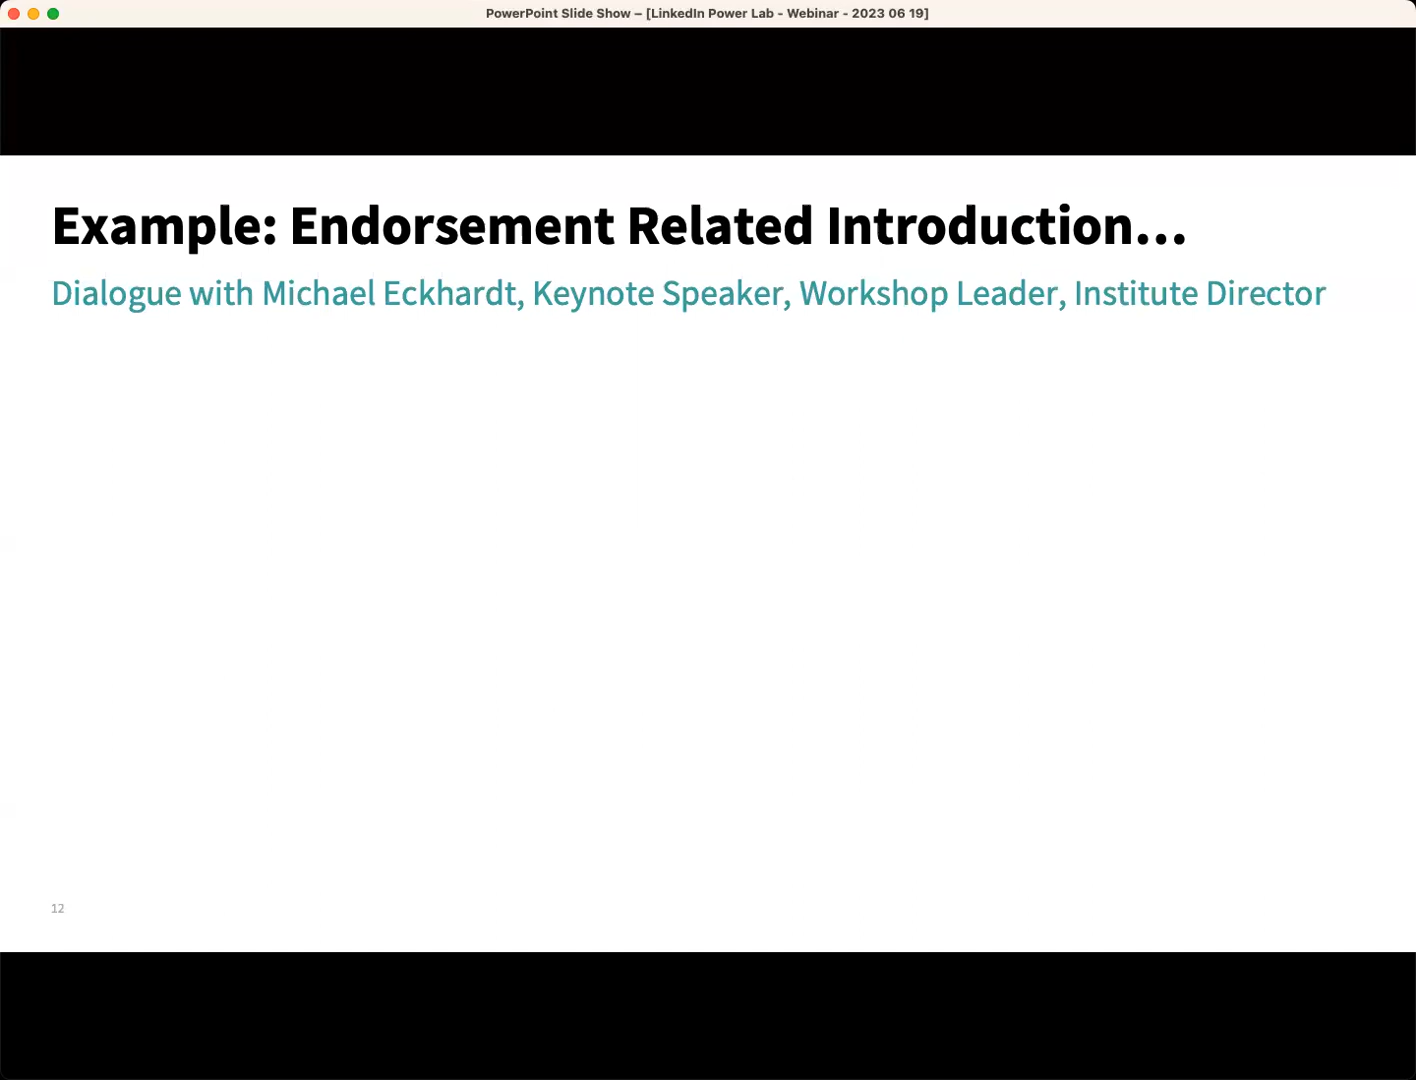 PowerPoint Slide Show – [LinkedIn Power Lab - Webinar - 2023 06 19]
Example: Endorsement Related Introduction…
Dialogue with Michael Eckhardt, Keynote Speaker, Workshop Leader, Institute Director
12